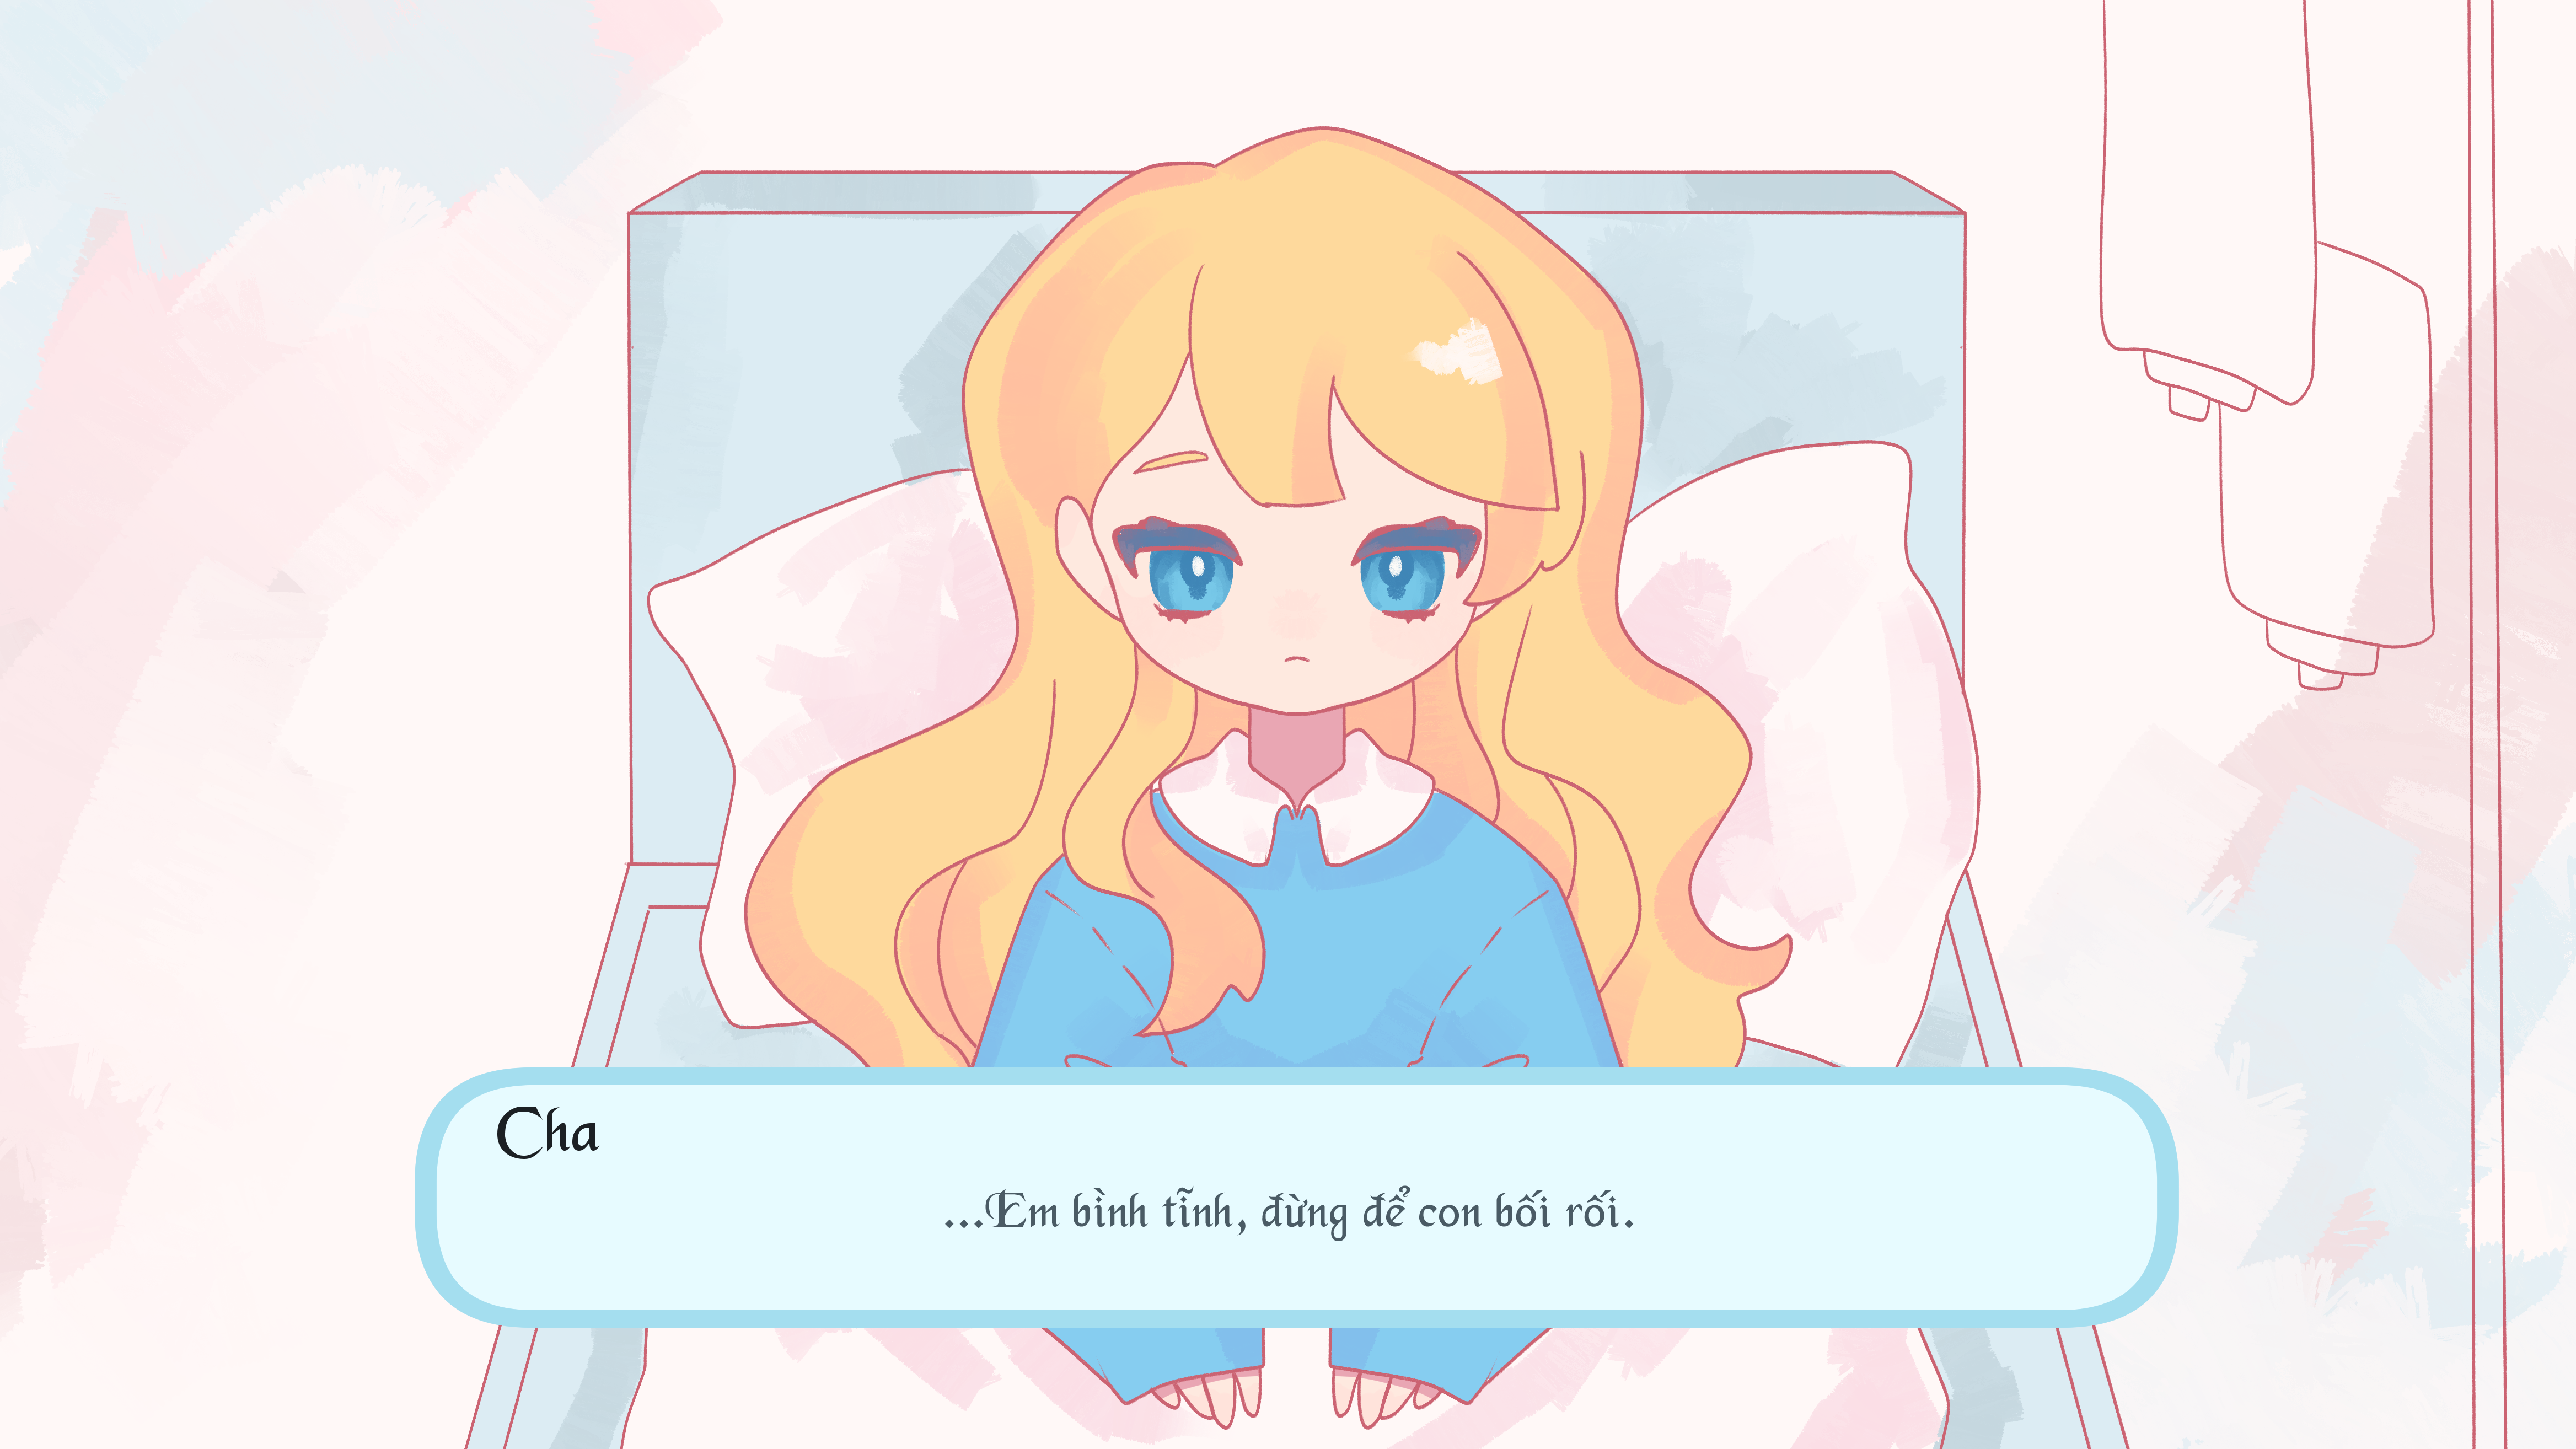 Cha
...Em bình tĩnh, đừng để con bối rối.